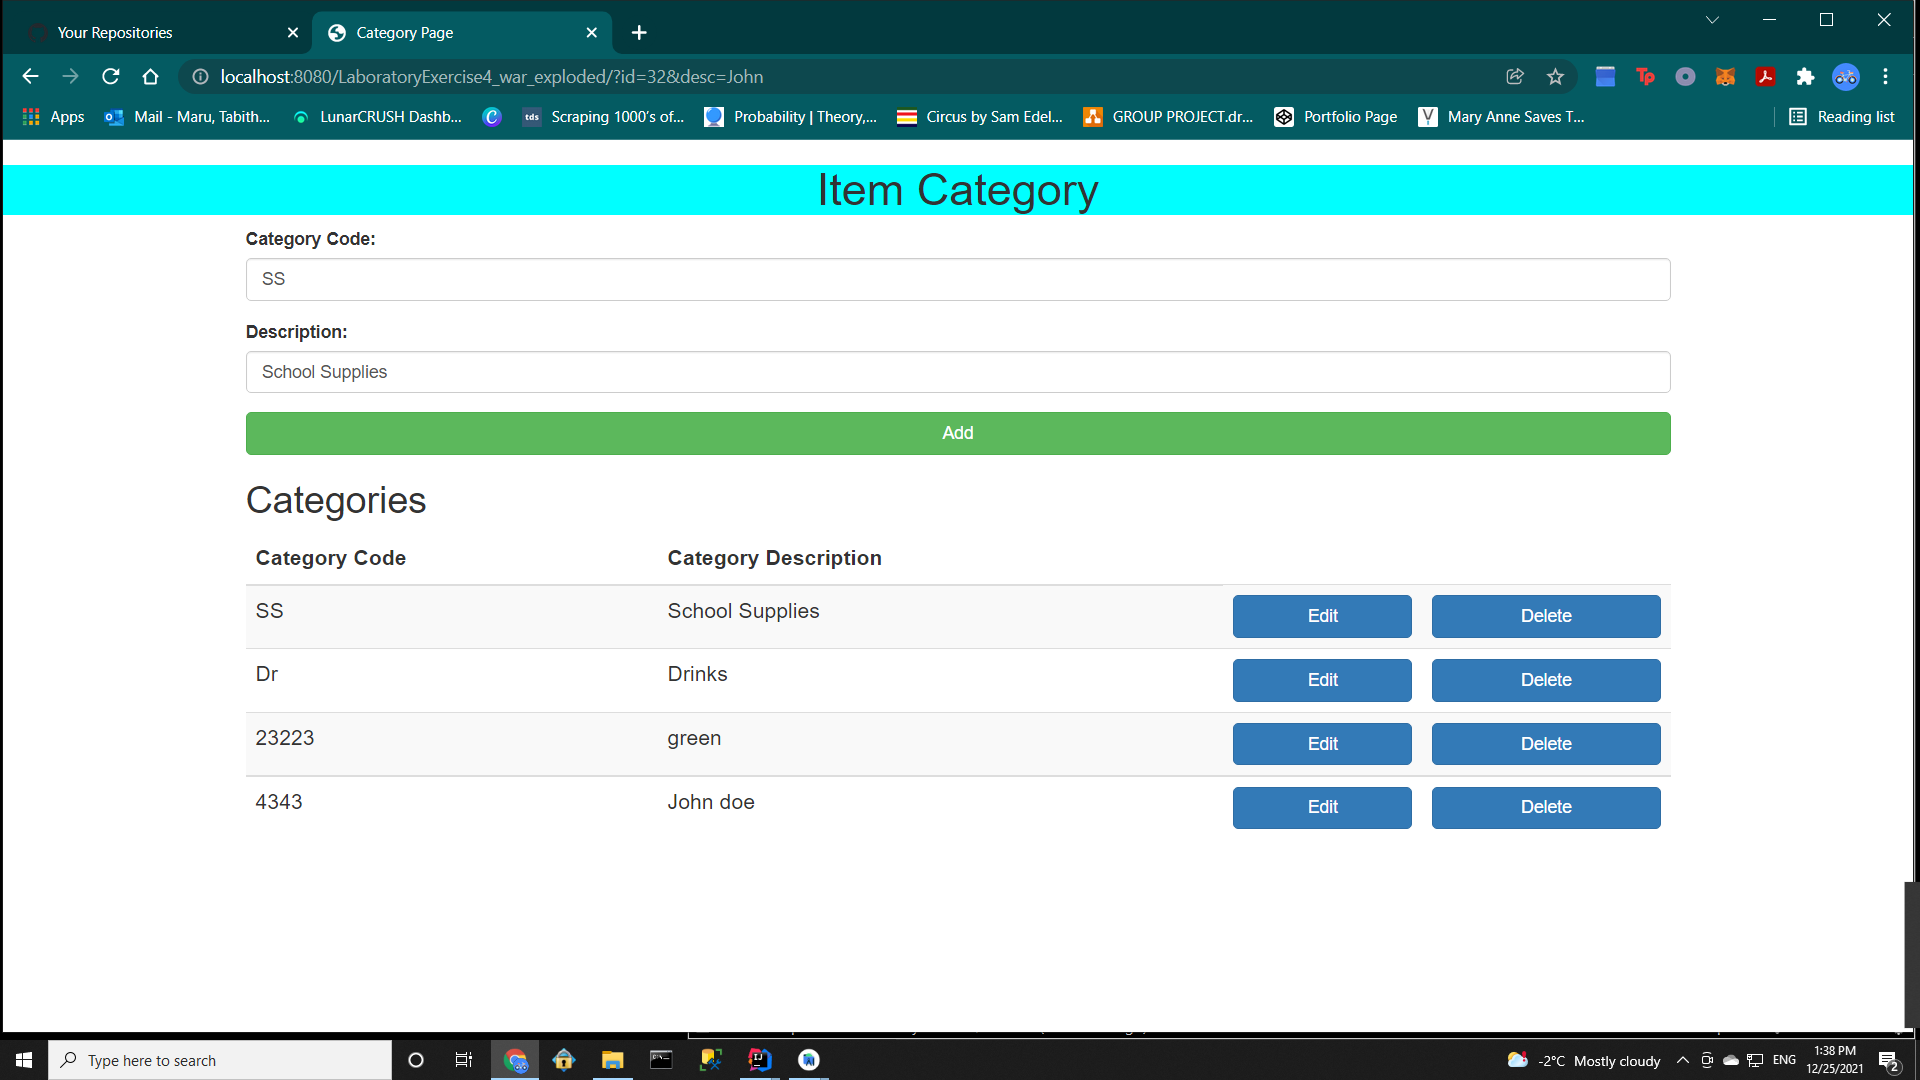 Your Repositories
Category Page
localhost:8080/LaboratoryExercise4_war_exploded/?id=32&desc=John
Tp
Apps
Mail - Maru, Tabith...
LunarCRUSH Dashb...
tds
Scraping 1000's of...
Probability | Theory,...
Circus by Sam Edel...
GROUP PROJECT.dr...
Portfolio Page
Mary Anne Saves T...
Reading list
Item Category
Category Code:
SS
Description:
School Supplies
Add
Categories
Category Code Category Description
SS School Supplies Edit Delete
Dr Drinks Edit Delete
23223 green Edit Delete
4343 John doe Edit Delete
Type here to search
-2°C Mostly cloudy
ENG
1:38 PM
12/25/2021
2